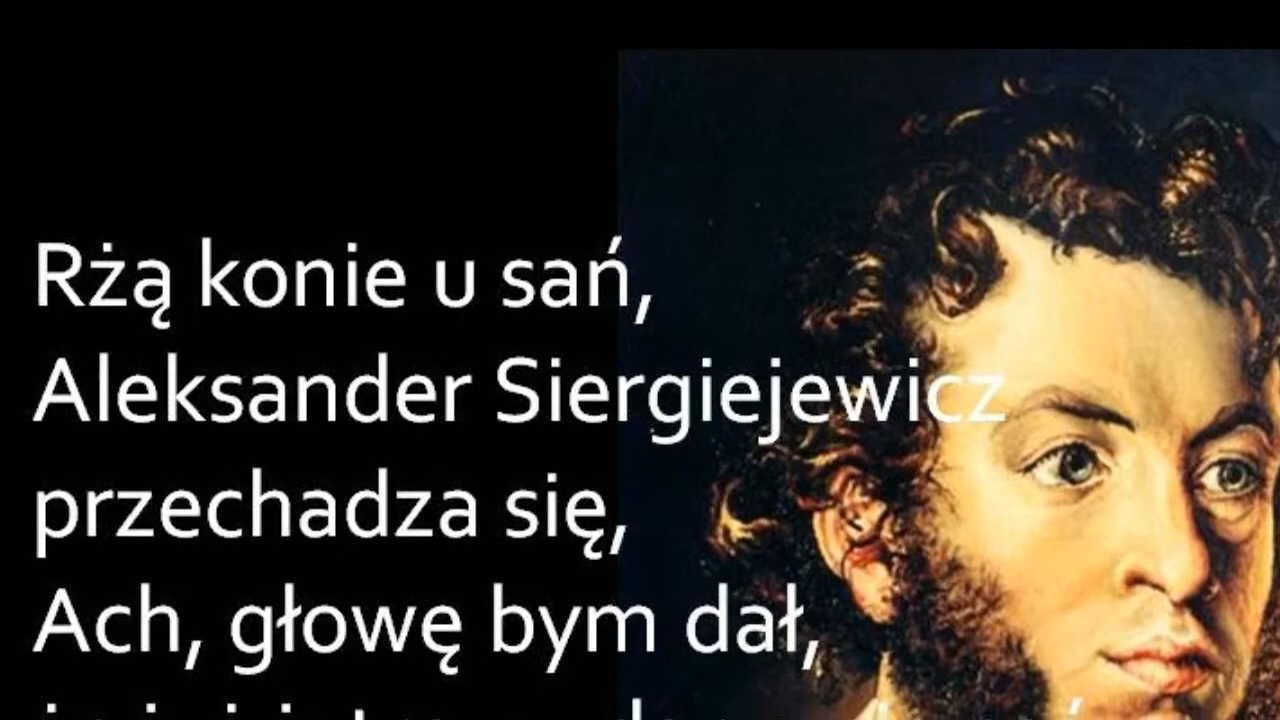 Rżą konie u sań,
Aleksander Siergiejewicz
przechadza się,
Ach, głowę bym dał,